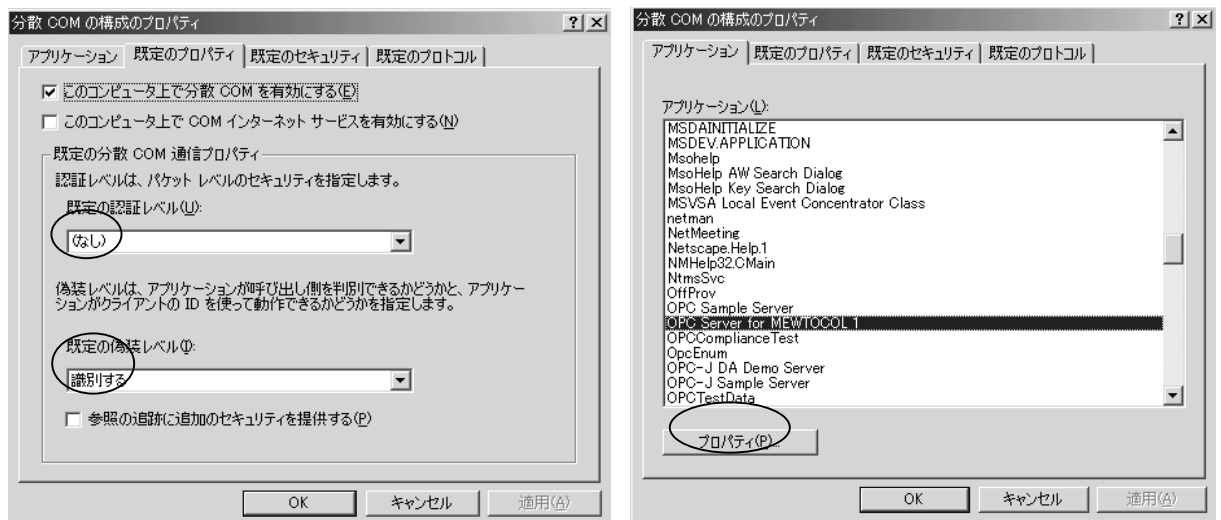 分散 COM の構成のプロパティ
アプリケーション 既定のプロパティ 既定のセキュリティ 既定のプロトコル
このコンピュータ上で分散 COM を有効にする(E)
このコンピュータ上で COM インターネット サービスを有効にする(N)
既定の分散 COM 通信プロパティ
認証レベルは、パケット レベルのセキュリティを指定します。
既定の認証レベル(U):
(なし)
偽装レベルは、アプリケーションが呼び出し側を判別できるかどうかと、アプリケー
ションがクライアントの ID を使って動作できるかどうかを指定します。
既定の偽装レベル(I):
識別する
参照の追跡に追加のセキュリティを提供する(P)
OK キャンセル 適用(A)
分散 COM の構成のプロパティ
アプリケーション 既定のプロパティ 既定のセキュリティ 既定のプロトコル
アプリケーション(L):
MSDAINITIALIZE
MSDEV.APPLICATION
Msohelp
MsoHelp AW Search Dialog
MsoHelp Key Search Dialog
MSVSA Local Event Concentrator Class
netman
NetMeeting
Netscape.Help.1
NMHelp32.CMain
NtmsSvc
OffProv
OPC Sample Server
OPC Server for MEWTOCOL 1
OPCComplianceTest
OpcEnum
OPC-J DA Demo Server
OPC-J Sample Server
OPCTestData
プロパティ(P)...
OK キャンセル 適用(A)